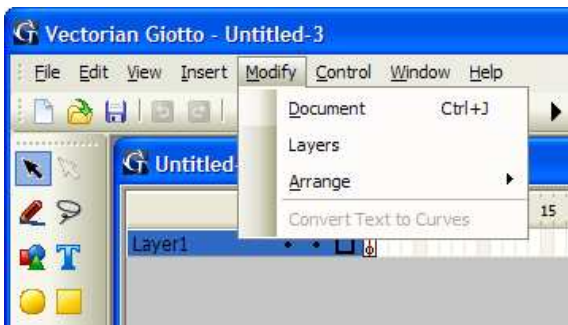 Vectorian Giotto - Untitled-3
File Edit View Insert Modify Control Window Help
Document Ctrl+J
Layers
Arrange
Convert Text to Curves
Untitled-
15
Layer1